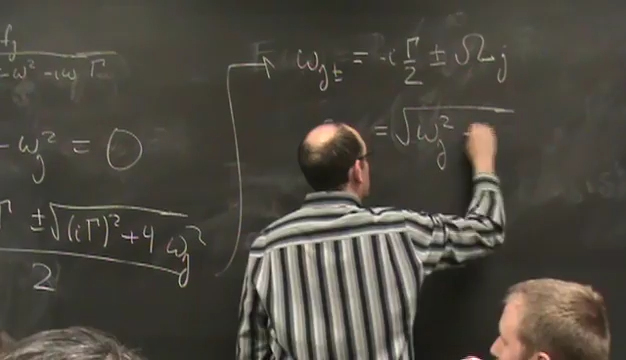 f_j
-ω² -iω Γ
-ω_j² = 0
Γ ±√(iΓ)²+4 ω_j²
2
ω_j± = -i Γ/2 ± Ω_j
= √ω_j² -